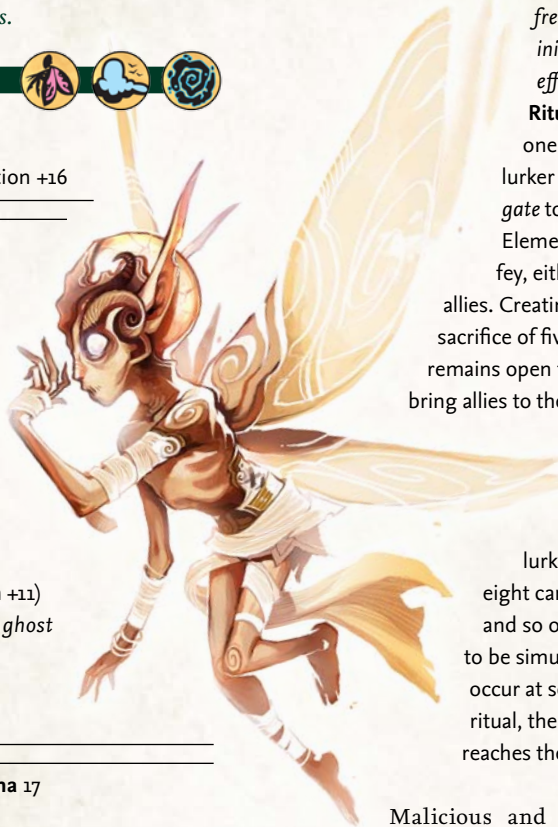 s.
tion +16
+11)
ghost
na 17
fre
ini
eff
Ritu
one
lurker
gate to
Eleme
fey, eith
allies. Creatin
sacrifice of fiv
remains open
bring allies to the
lurk
eight can
and so o
to be simu
occur at s
ritual, the
reaches the
Malicious and